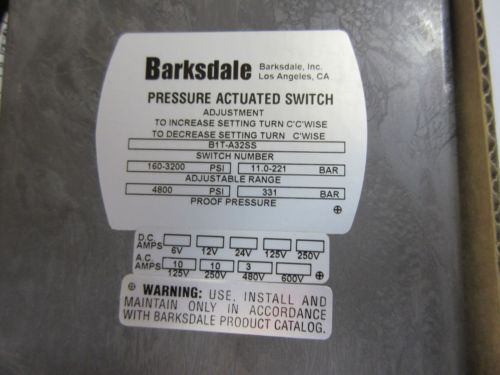 Barksdale Barksdale, Inc.
Los Angeles, CA
PRESSURE ACTUATED SWITCH
ADJUSTMENT
TO INCREASE SETTING TURN C'C'WISE
TO DECREASE SETTING TURN C'WISE
B1T-A32SS
SWITCH NUMBER
160-3200 PSI 11.0-221 BAR
ADJUSTABLE RANGE
4800 PSI 331 BAR
PROOF PRESSURE
D.C. AMPS
6V 12V 24V 125V 250V
A.C. AMPS 10 10 3
125V 250V 480V 600V
WARNING: USE, INSTALL AND
MAINTAIN ONLY IN ACCORDANCE
WITH BARKSDALE PRODUCT CATALOG.